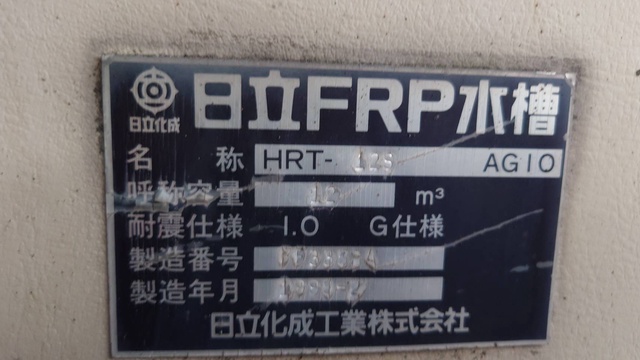 日立化成
日立FRP水槽
名称 HRT- AG10
呼称容量 12 m³
耐震仕様 1.0 G仕様
製造番号
製造年月
日立化成工業株式会社